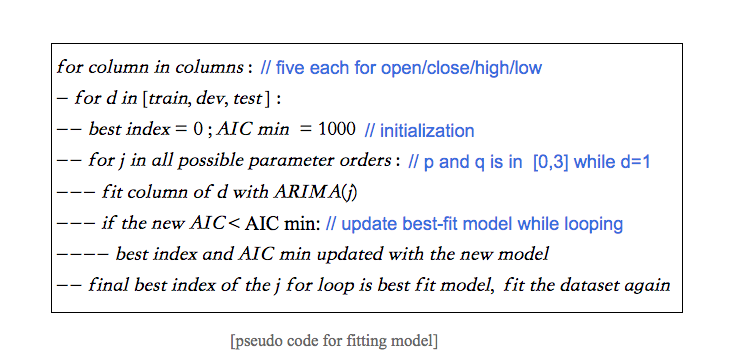 for column in columns : // five each for open/close/high/low
− for d in [train, dev, test] :
−− best index = 0 ; AIC min = 1000 // initialization
−− for j in all possible parameter orders : // p and q is in [0,3] while d=1
−−− fit column of d with ARIMA(j)
−−− if the new AIC< AIC min: // update best-fit model while looping
−−−− best index and AIC min updated with the new model
−− final best index of the j for loop is best fit model, fit the dataset again
[pseudo code for fitting model]